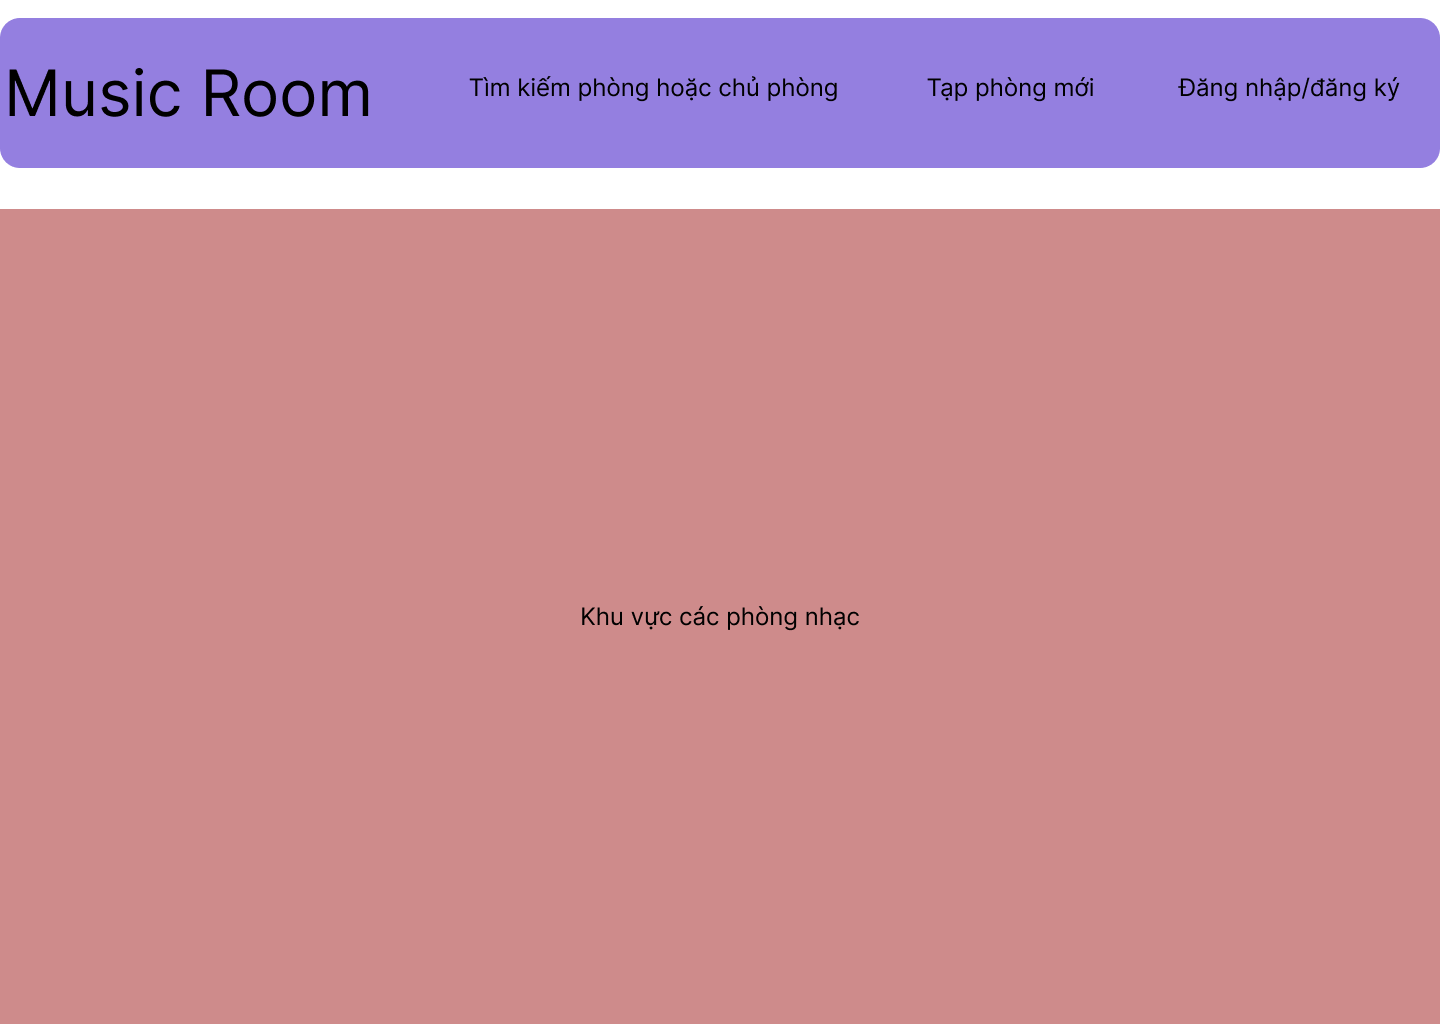 Music Room
Tìm kiếm phòng hoặc chủ phòng
Tạp phòng mới
Đăng nhập/đăng ký
Khu vực các phòng nhạc